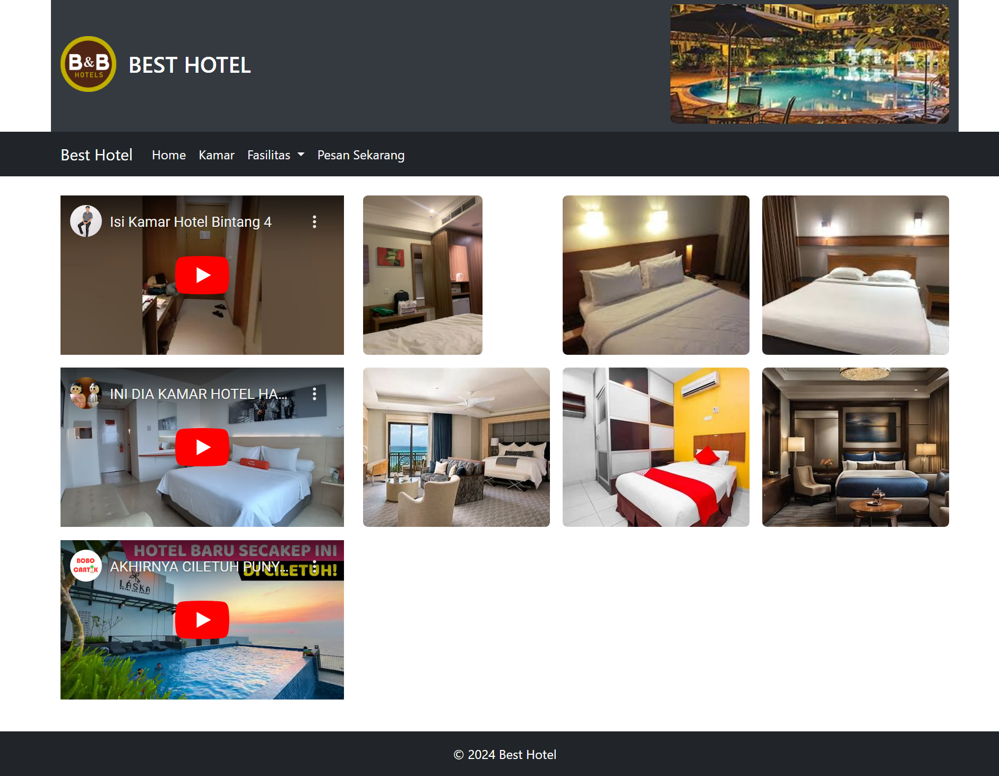 B&B
HOTELS
BEST HOTEL
Best Hotel
Home
Kamar
Fasilitas
Pesan Sekarang
Isi Kamar Hotel Bintang 4
INI DIA KAMAR HOTEL HA...
HOTEL BARU SECAKEP INI
BOBO
CANTIK
AKHIRNYA CILETUH PUNY...
DI CILETUH!
LÁSKA
© 2024 Best Hotel